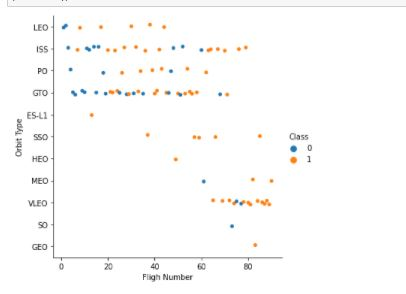 LEO
ISS
PO
GTO
ES-L1
SSO
HEO
MEO
VLEO
SO
GEO
Orbit Type
0 20 40 60 80
Fligh Number
Class
0
1